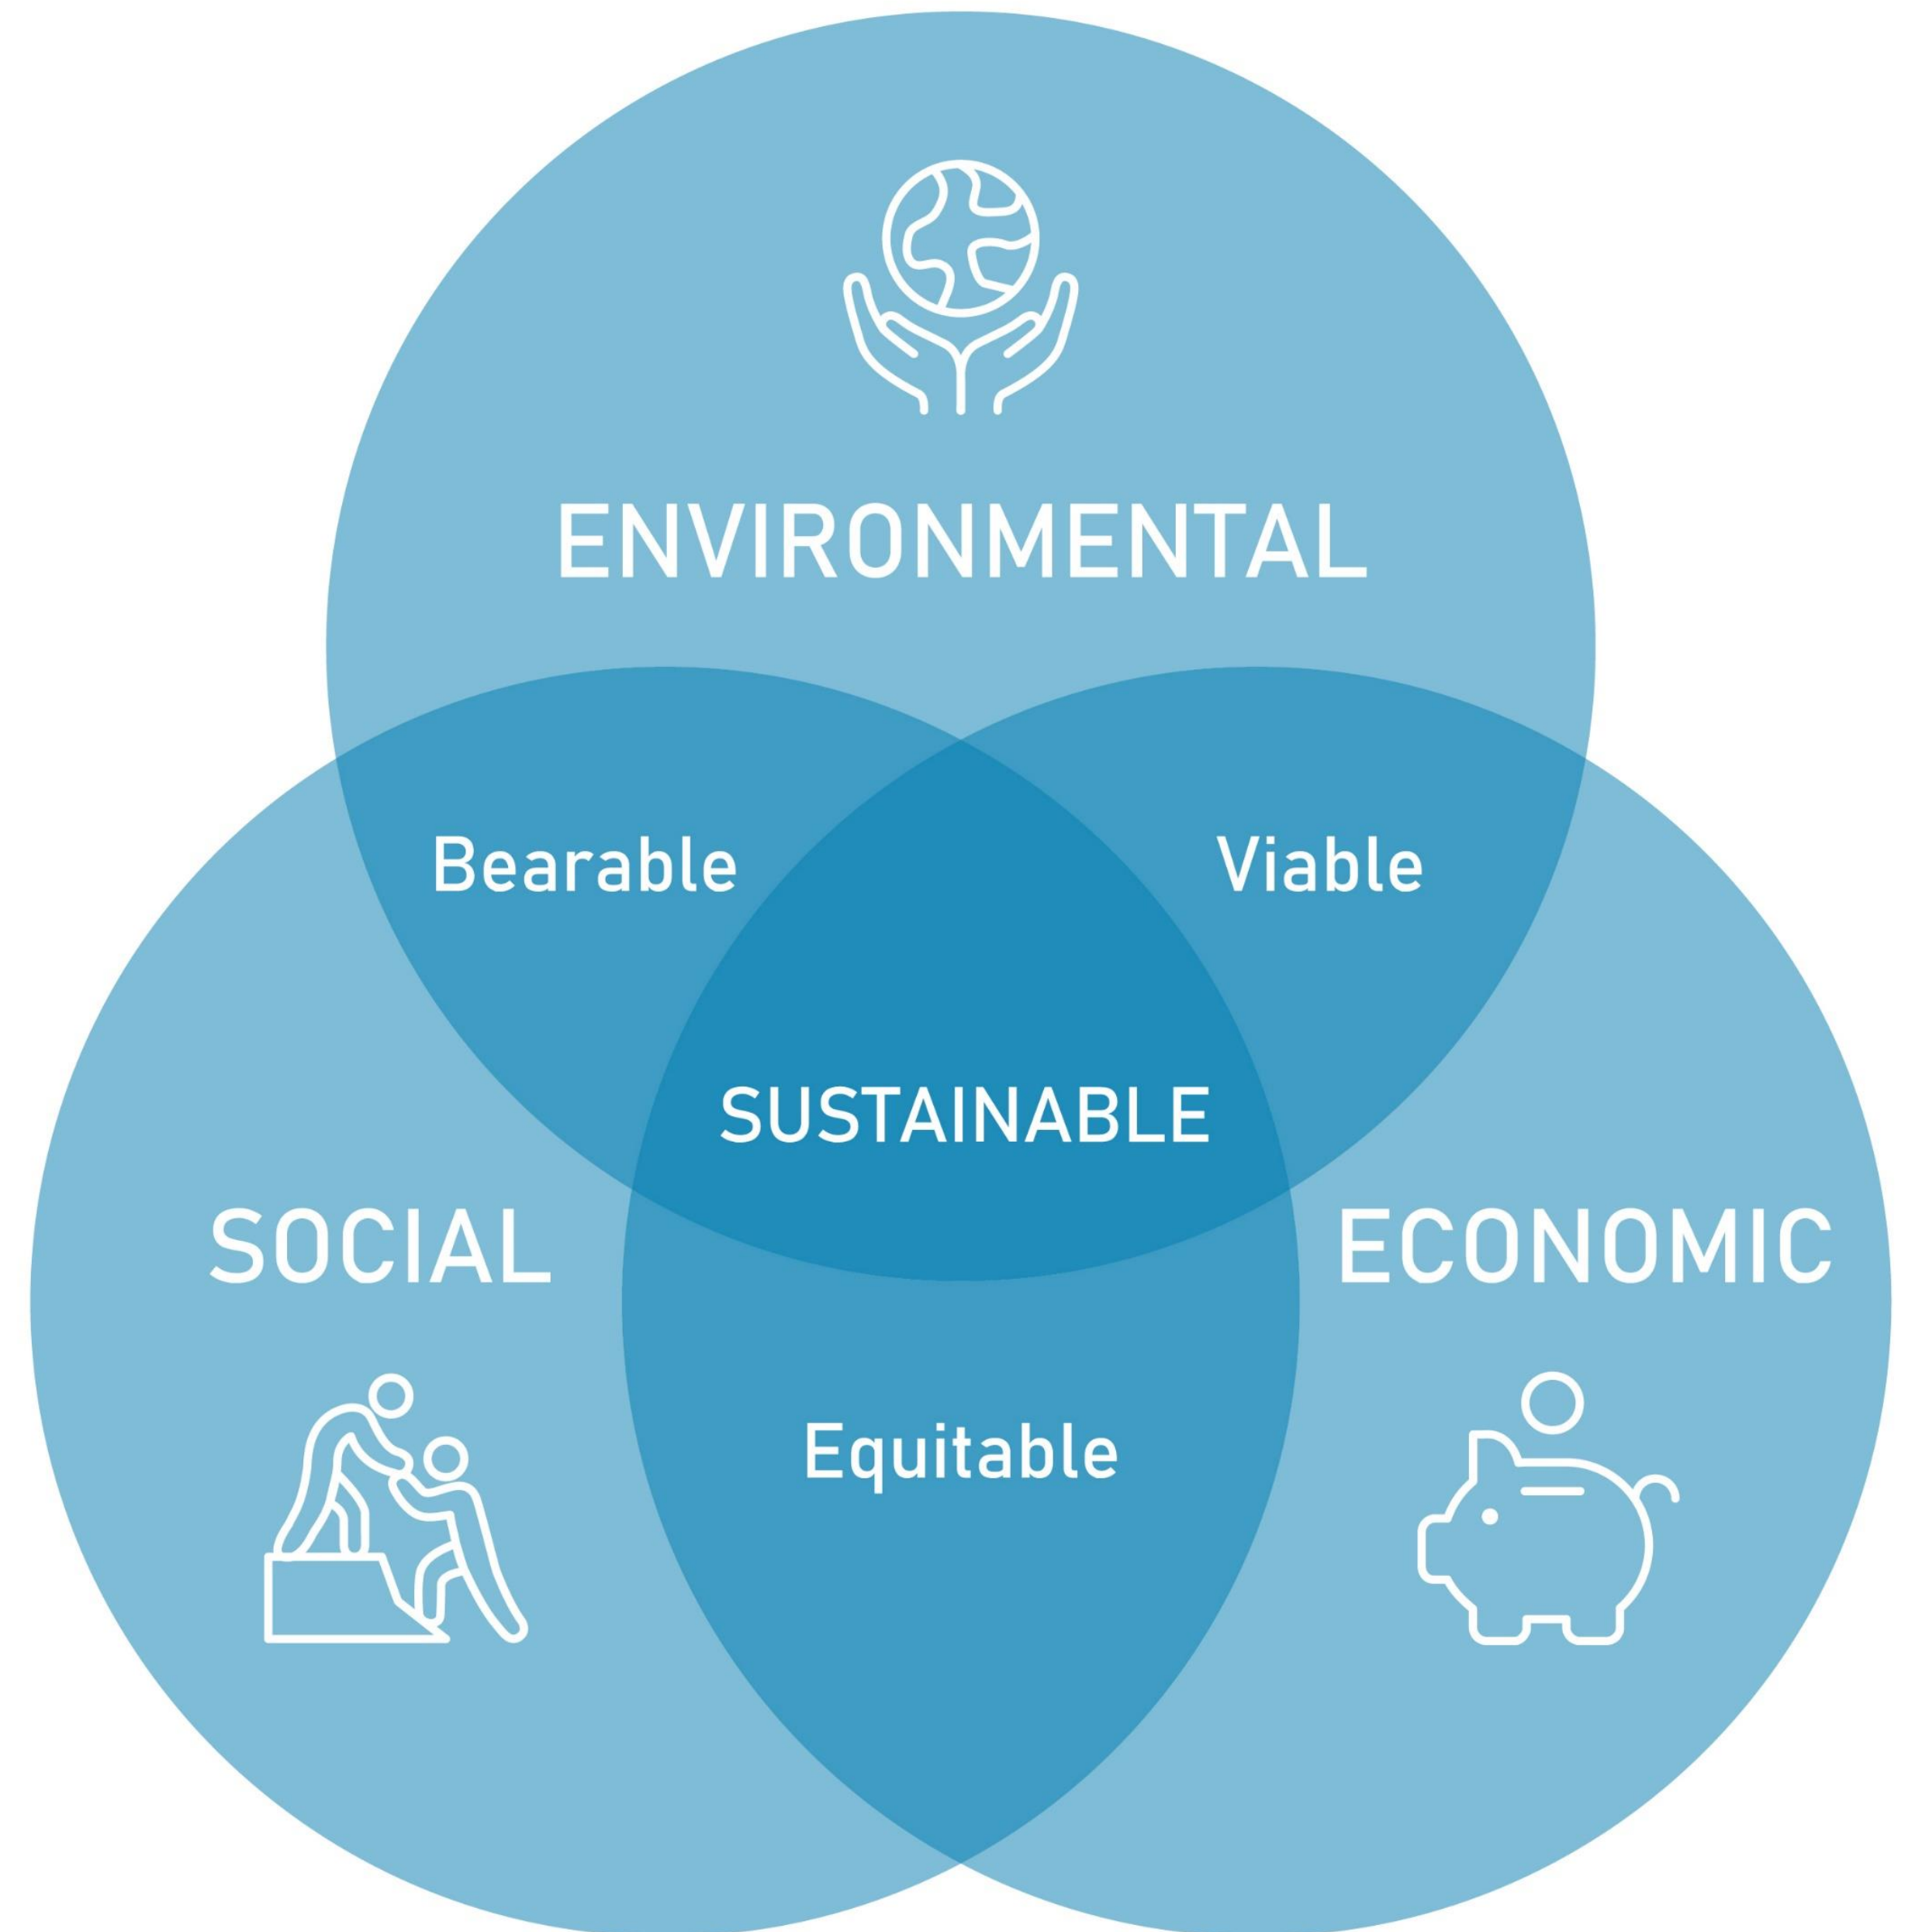 ENVIRONMENTAL
Bearable
Viable
SUSTAINABLE
SOCIAL
ECONOMIC
Equitable